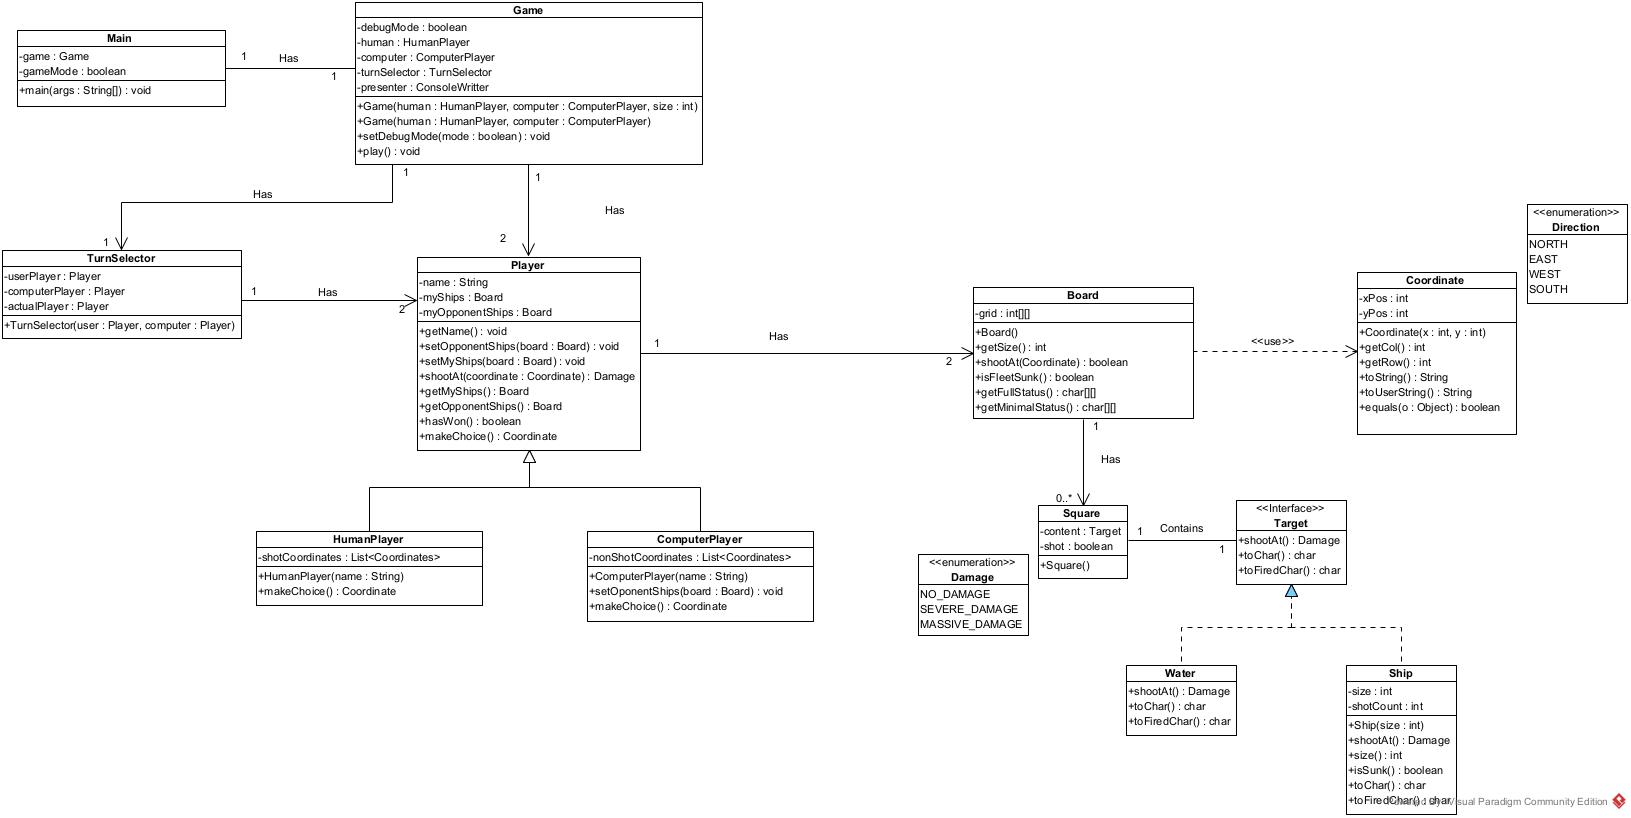 Main
-game : Game
-gameMode : boolean
+main(args : String[]) : void
1
Has
1
Game
-debugMode : boolean
-human : HumanPlayer
-computer : ComputerPlayer
-turnSelector : TurnSelector
-presenter : ConsoleWritter
+Game(human : HumanPlayer, computer : ComputerPlayer, size : int)
+Game(human : HumanPlayer, computer : ComputerPlayer)
+setDebugMode(mode : boolean) : void
+play() : void
1
Has
1
1
Has
2
TurnSelector
-userPlayer : Player
-computerPlayer : Player
-actualPlayer : Player
+TurnSelector(user : Player, computer : Player)
1
Has
2
Player
-name : String
-myShips : Board
-myOpponentShips : Board
+getName() : void
+setOpponentShips(board : Board) : void
+setMyShips(board : Board) : void
+shootAt(coordinate : Coordinate) : Damage
+getMyShips() : Board
+getOpponentShips() : Board
+hasWon() : boolean
+makeChoice() : Coordinate
1
Has
2
Board
-grid : int[][]
+Board()
+getSize() : int
+shootAt(Coordinate) : boolean
+isFleetSunk() : boolean
+getFullStatus() : char[][]
+getMinimalStatus() : char[][]
<<use>>
Coordinate
-xPos : int
-yPos : int
+Coordinate(x : int, y : int)
+getCol() : int
+getRow() : int
+toString() : String
+toUserString() : String
+equals(o : Object) : boolean
<<enumeration>>
Direction
NORTH
EAST
WEST
SOUTH
HumanPlayer
-shotCoordinates : List<Coordinates>
+HumanPlayer(name : String)
+makeChoice() : Coordinate
ComputerPlayer
-nonShotCoordinates : List<Coordinates>
+ComputerPlayer(name : String)
+setOponentShips(board : Board) : void
+makeChoice() : Coordinate
1
Has
0..*
Square
-content : Target
-shot : boolean
+Square()
1
Contains
1
<<Interface>>
Target
+shootAt() : Damage
+toChar() : char
+toFiredChar() : char
<<enumeration>>
Damage
NO_DAMAGE
SEVERE_DAMAGE
MASSIVE_DAMAGE
Water
+shootAt() : Damage
+toChar() : char
+toFiredChar() : char
Ship
-size : int
-shotCount : int
+Ship(size : int)
+shootAt() : Damage
+size() : int
+isSunk() : boolean
+toChar() : char
+toFiredChar() : char
Visual Paradigm Community Edition